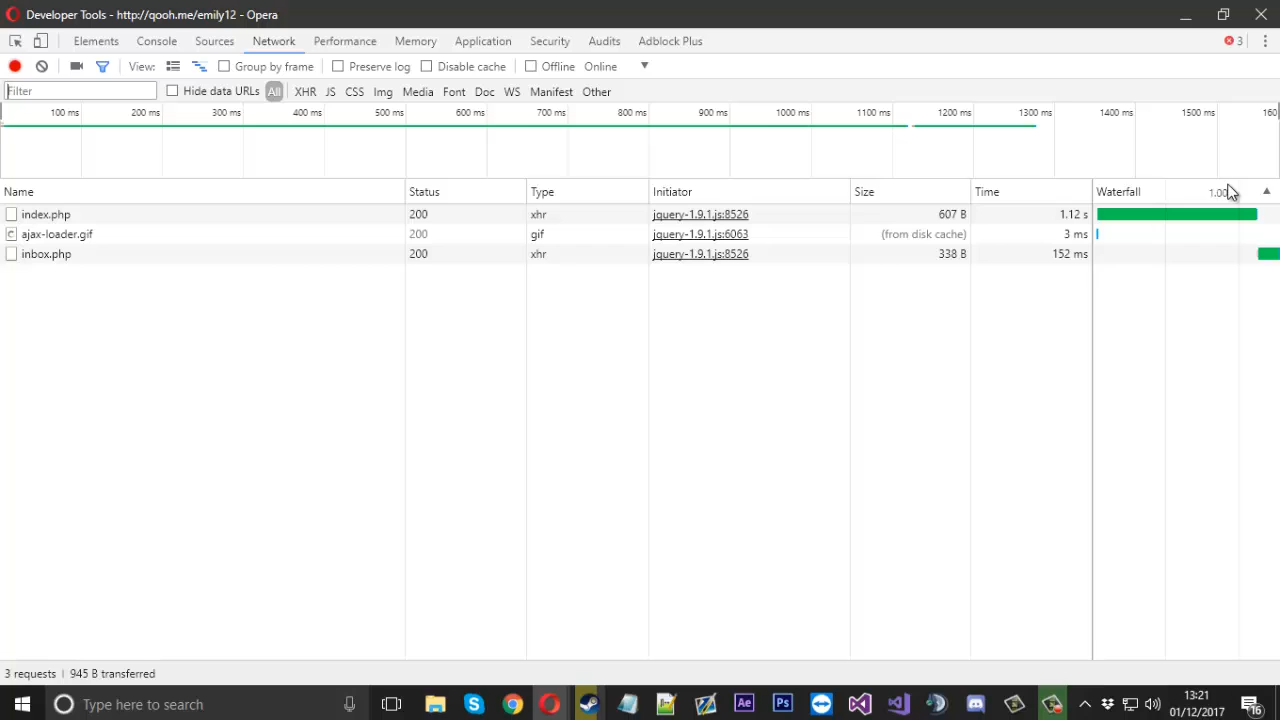 Developer Tools - http://qooh.me/emily12 - Opera
Elements Console Sources Network Performance Memory Application Security Audits Adblock Plus 3
View: Group by frame Preserve log Disable cache Offline Online
Filter Hide data URLs All XHR JS CSS Img Media Font Doc WS Manifest Other
100 ms 200 ms 300 ms 400 ms 500 ms 600 ms 700 ms 800 ms 900 ms 1000 ms 1100 ms 1200 ms 1300 ms 1400 ms 1500 ms 160
Name Status Type Initiator Size Time Waterfall 1.00
index.php 200 xhr jquery-1.9.1.js:8526 607 B 1.12 s
ajax-loader.gif 200 gif jquery-1.9.1.js:6063 (from disk cache) 3 ms
inbox.php 200 xhr jquery-1.9.1.js:8526 338 B 152 ms
3 requests | 945 B transferred
Type here to search Ae Ps 13:21
01/12/2017 16